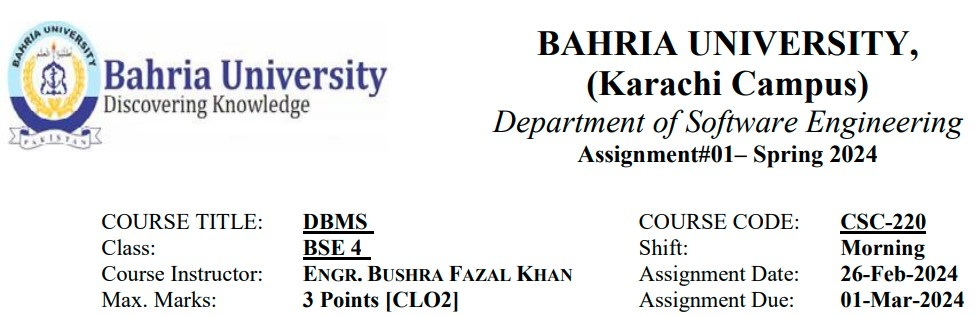 BAHRIA UNIVERSITY
PAKISTAN
Bahria University
Discovering Knowledge
BAHRIA UNIVERSITY,
(Karachi Campus)
Department of Software Engineering
Assignment#01– Spring 2024
COURSE TITLE: DBMS COURSE CODE: CSC-220
Class: BSE 4 Shift: Morning
Course Instructor: ENGR. BUSHRA FAZAL KHAN Assignment Date: 26-Feb-2024
Max. Marks: 3 Points [CLO2] Assignment Due: 01-Mar-2024